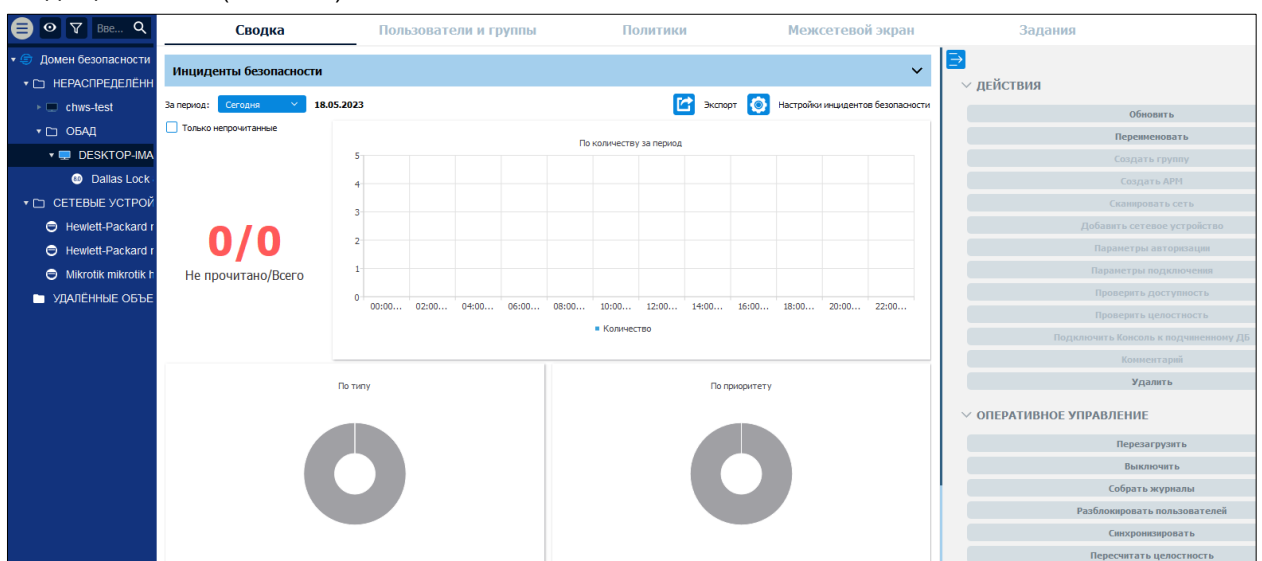 Вве...
Сводка
Пользователи и группы
Политики
Межсетевой экран
Задания
Домен безопасности
НЕРАСПРЕДЕЛЁНН
chws-test
ОБАД
DESKTOP-IMA
8.0
Dallas Lock
СЕТЕВЫЕ УСТРОЙ
Hewlett-Packard r
Hewlett-Packard r
Mikrotik mikrotik h
УДАЛЁННЫЕ ОБЪЕ
Инциденты безопасности
За период: Сегодня 18.05.2023
Экспорт
Настройки инцидентов безопасности
Только непрочитанные
0/0
Не прочитано/Всего
По количеству за период
5
4
3
2
1
0
00:00... 02:00... 04:00... 06:00... 08:00... 10:00... 12:00... 14:00... 16:00... 18:00... 20:00... 22:00...
Количество
По типу
По приоритету
ДЕЙСТВИЯ
Обновить
Переименовать
Создать группу
Создать АРМ
Сканировать сеть
Добавить сетевое устройство
Параметры авторизации
Параметры подключения
Проверить доступность
Проверить целостность
Подключить Консоль к подчиненному ДБ
Комментарий
Удалить
ОПЕРАТИВНОЕ УПРАВЛЕНИЕ
Перезагрузить
Выключить
Собрать журналы
Разблокировать пользователей
Синхронизировать
Пересчитать целостность